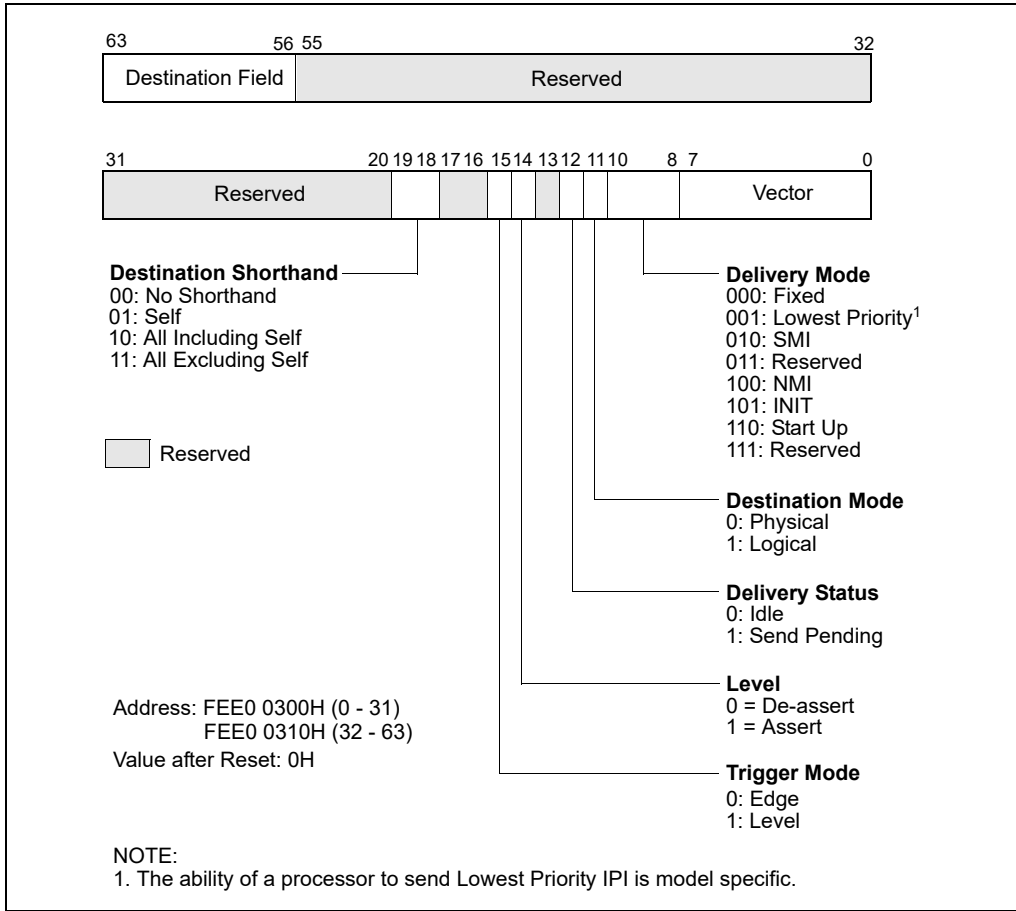 63 56 55 32
Destination Field Reserved
31 20 19 18 17 16 15 14 13 12 11 10 8 7 0
Reserved Vector
Destination Shorthand
00: No Shorthand
01: Self
10: All Including Self
11: All Excluding Self
Reserved
Delivery Mode
000: Fixed
001: Lowest Priority1
010: SMI
011: Reserved
100: NMI
101: INIT
110: Start Up
111: Reserved
Destination Mode
0: Physical
1: Logical
Delivery Status
0: Idle
1: Send Pending
Level
0 = De-assert
1 = Assert
Trigger Mode
0: Edge
1: Level
Address: FEE0 0300H (0 - 31)
FEE0 0310H (32 - 63)
Value after Reset: 0H
NOTE:
1. The ability of a processor to send Lowest Priority IPI is model specific.